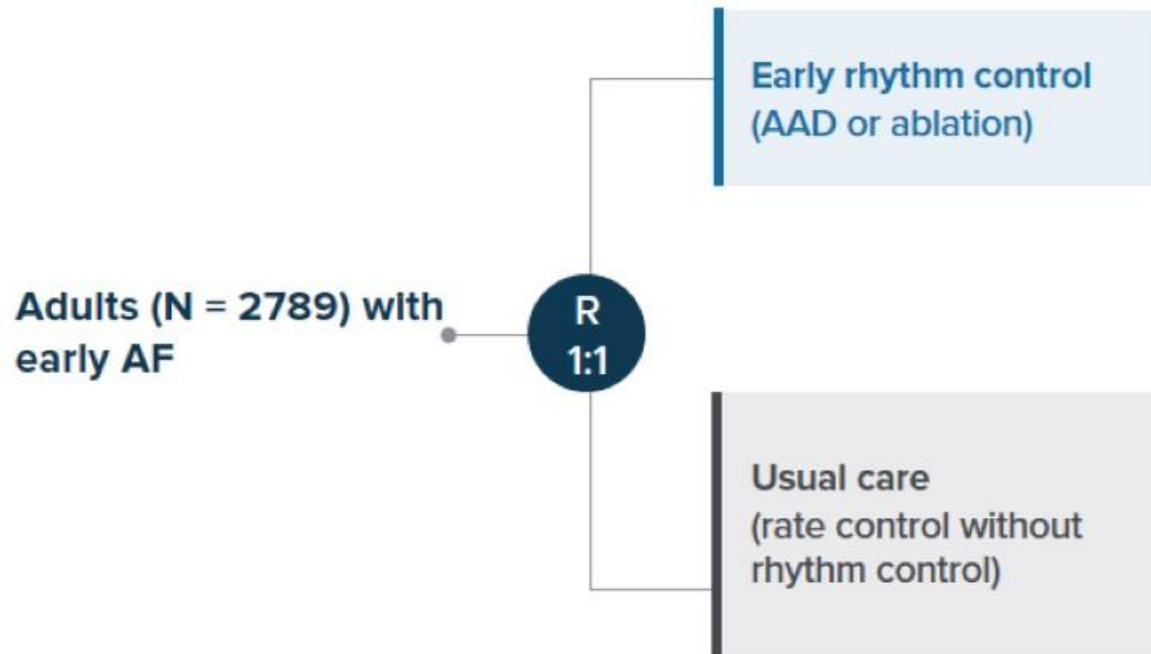 Early rhythm control
(AAD or ablation)
Adults (N = 2789) with
early AF
R
1:1
Usual care
(rate control without
rhythm control)